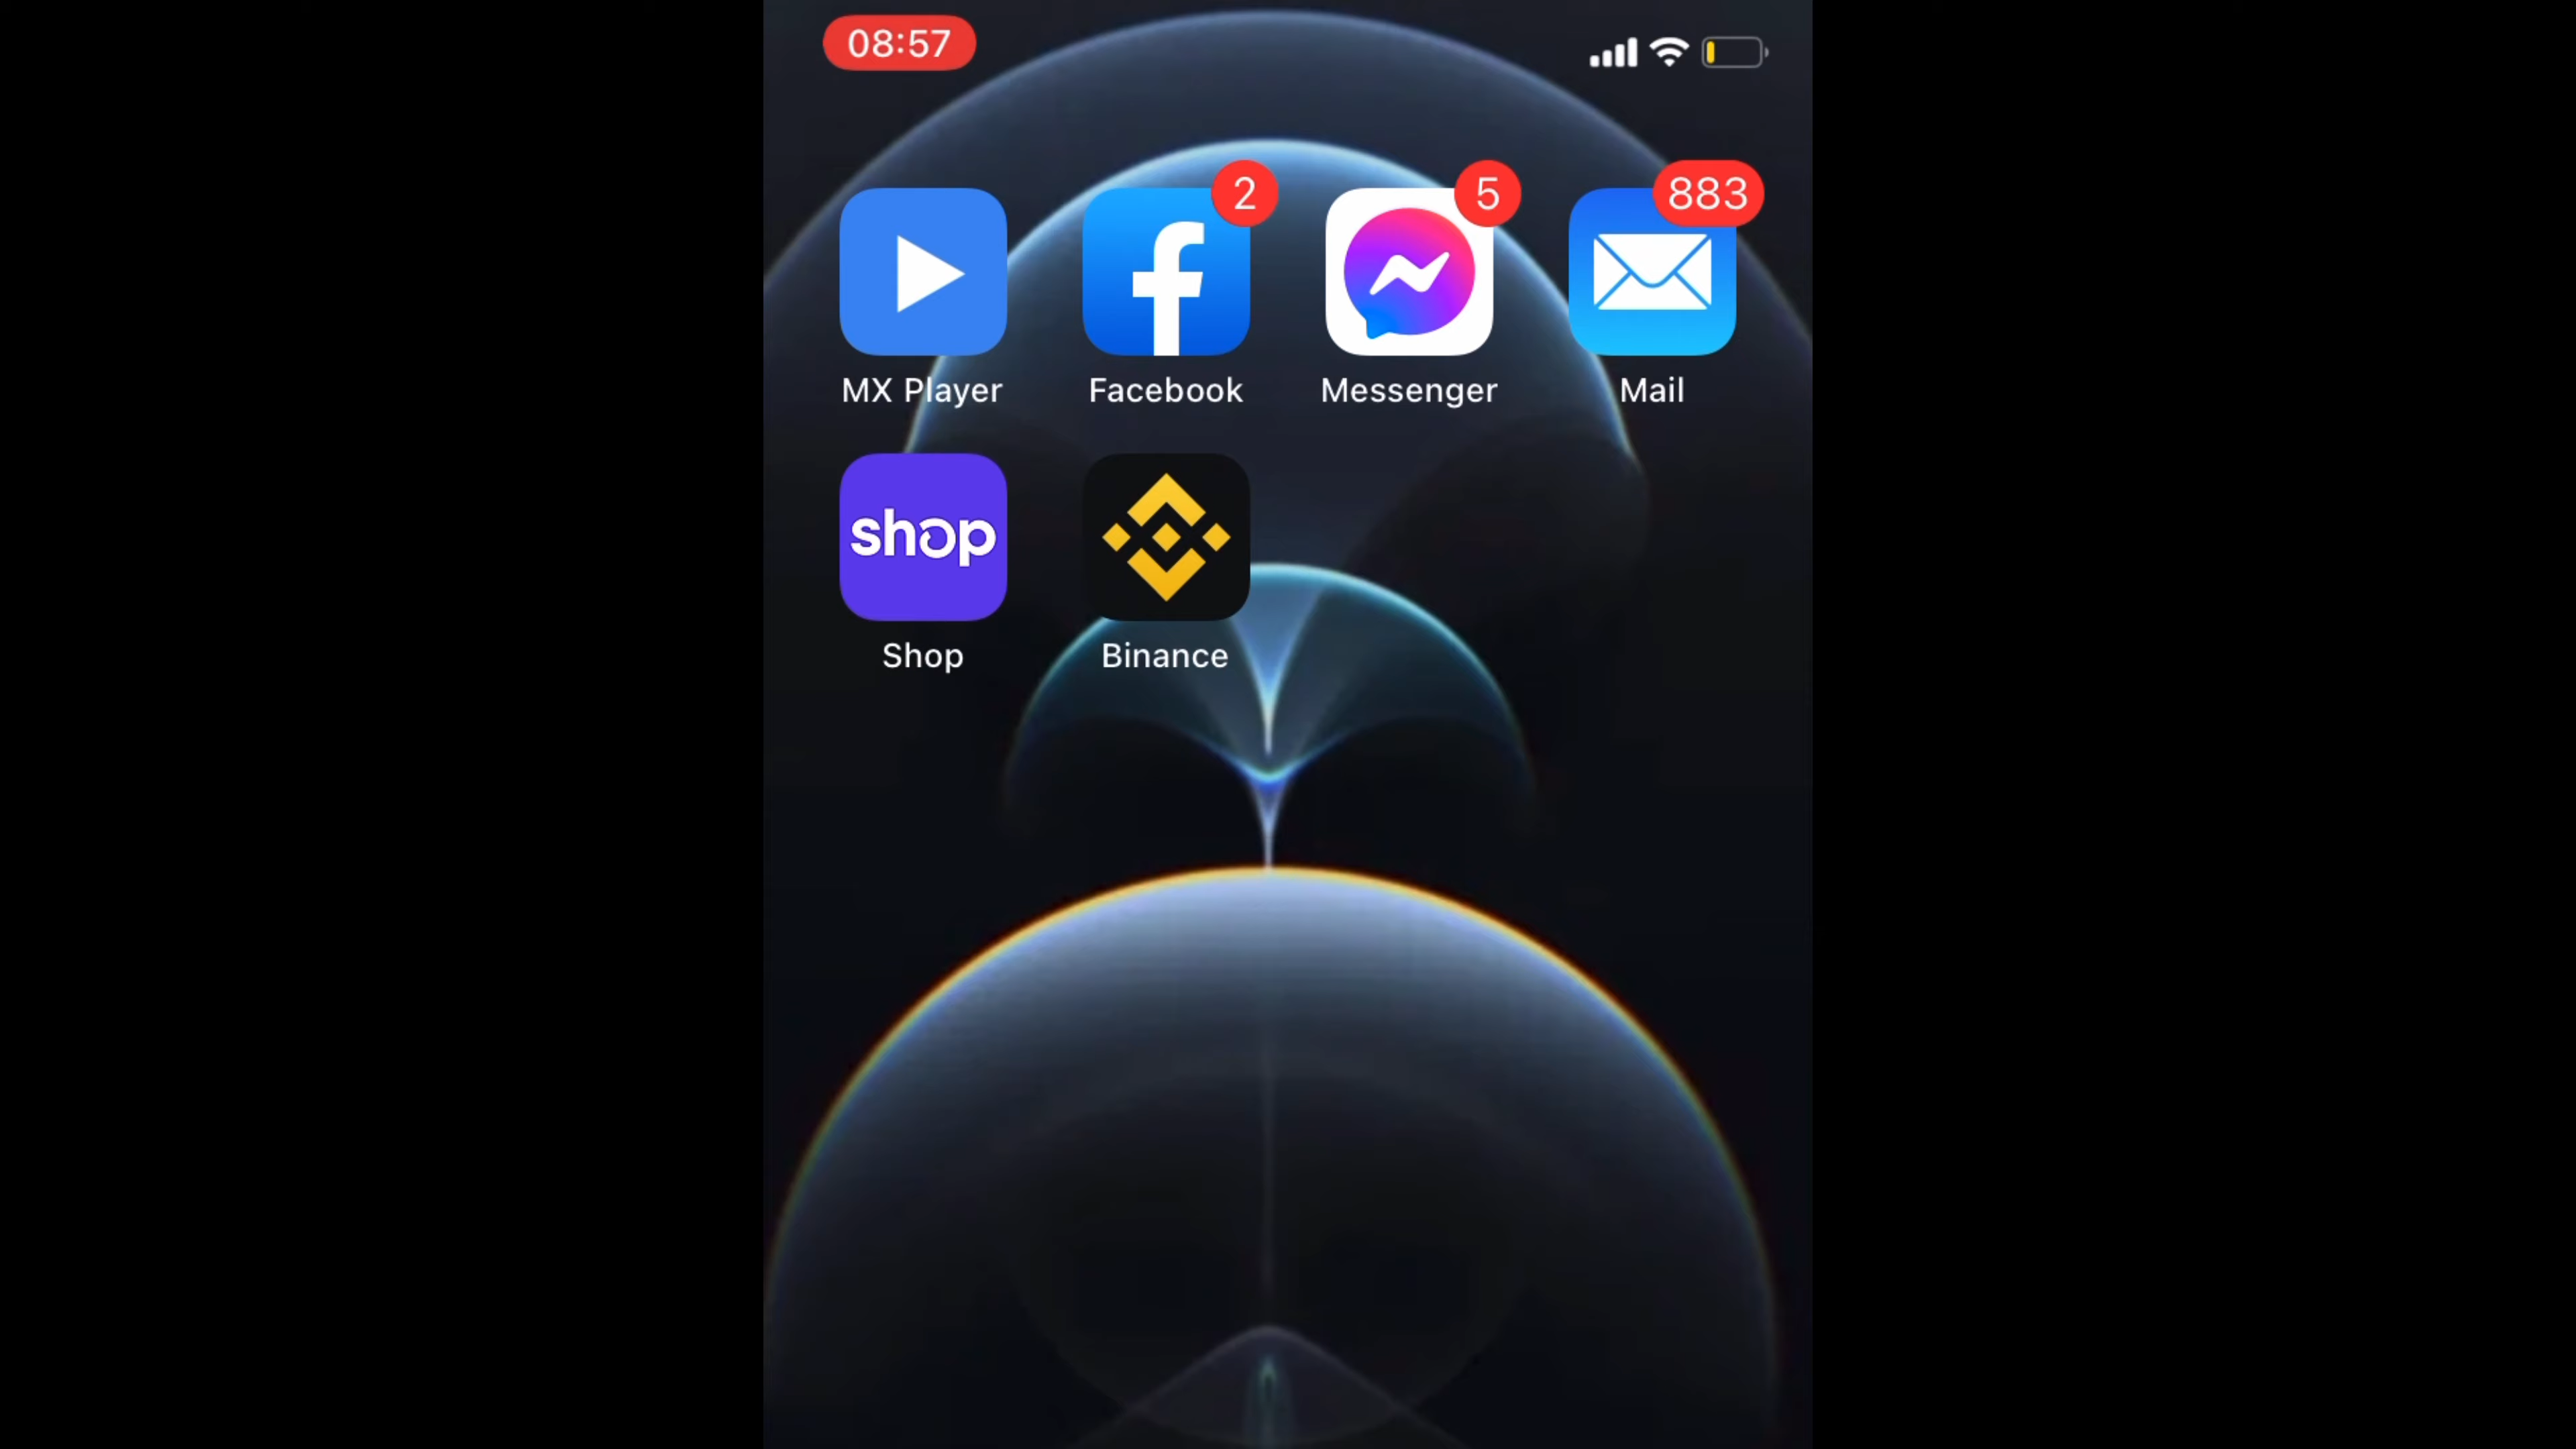 08:57
2
5
883
MX Player
Facebook
Messenger
Mail
shop
Shop
Binance